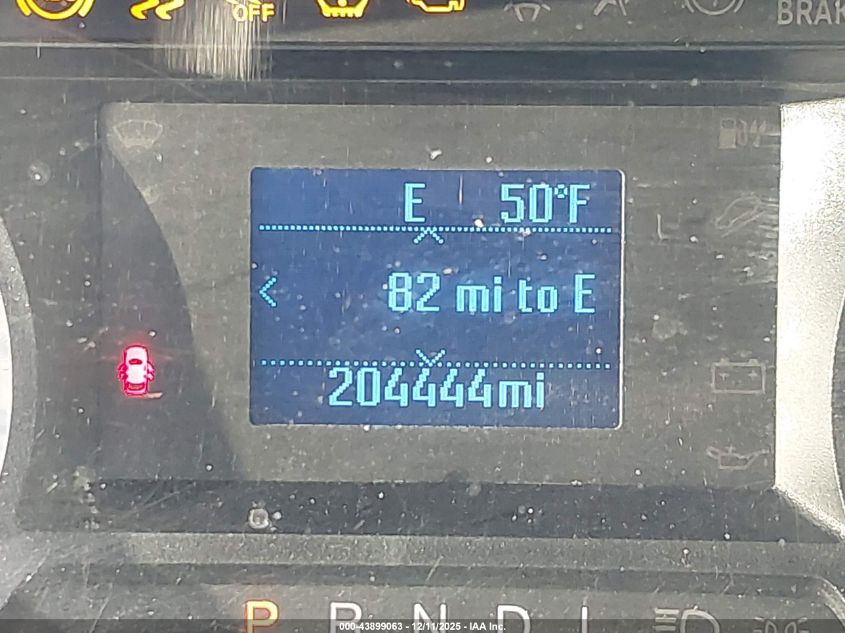 OFF
BRAK
E 50°F
82 mi to E
204444mi
P R N D L
000-43899063 - 12/11/2025 - IAA Inc.